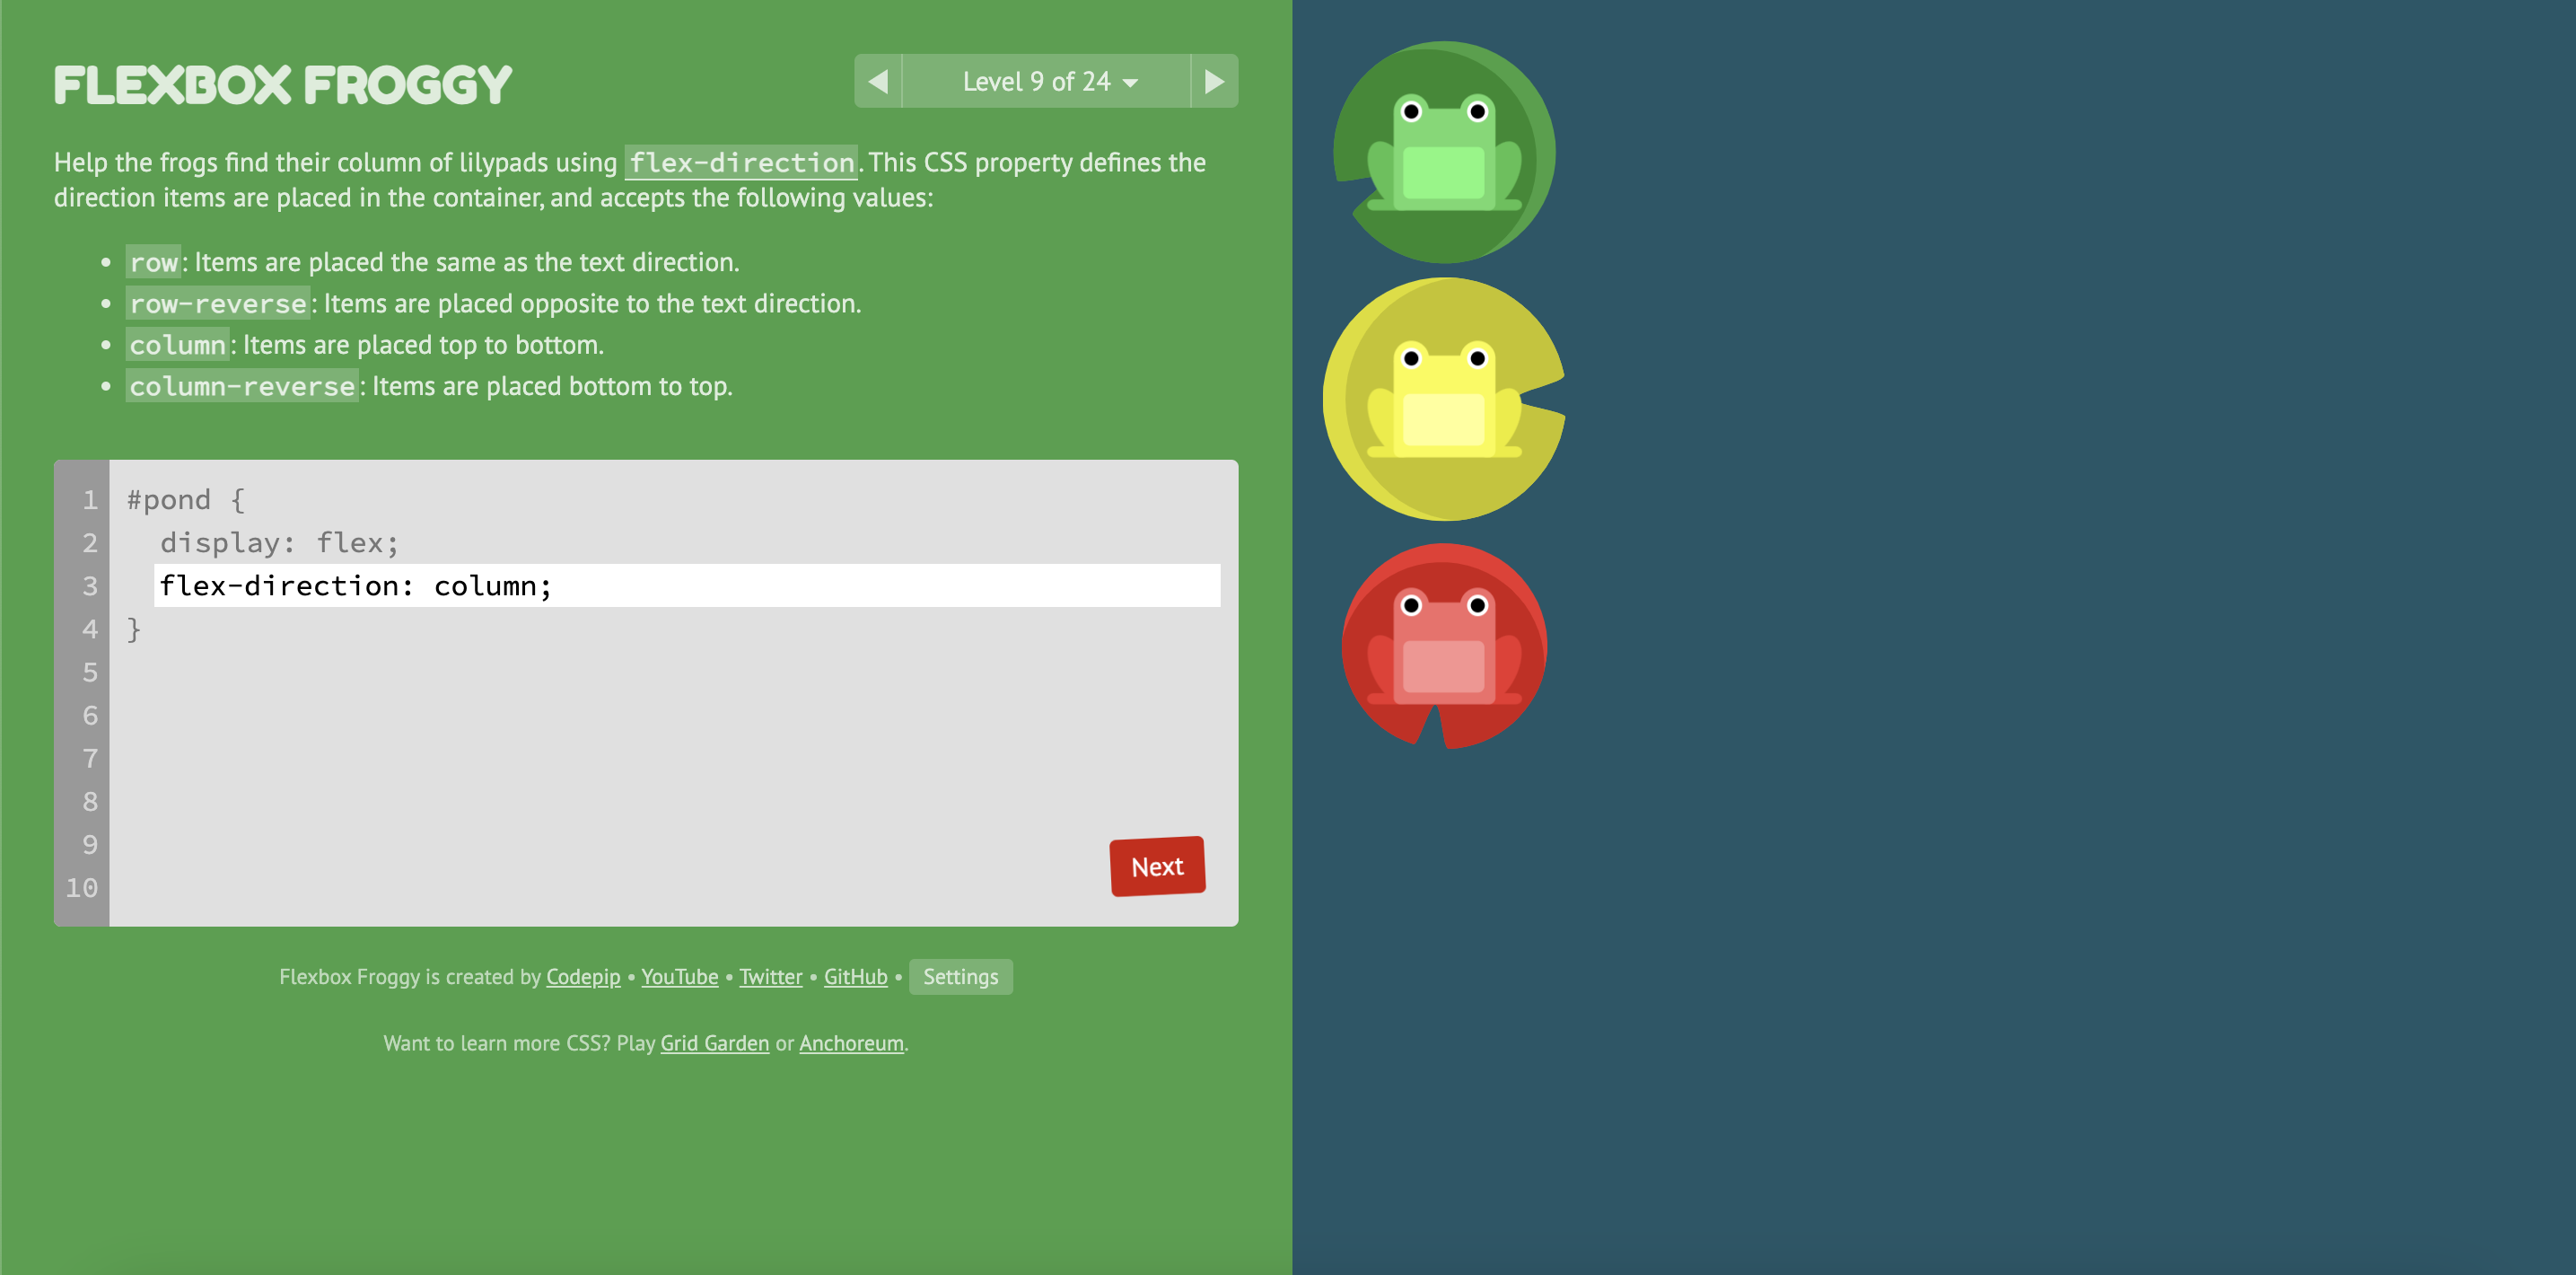 FLEXBOX FROGGY
Level 9 of 24
Help the frogs find their column of lilypads using flex-direction. This CSS property defines the
direction items are placed in the container, and accepts the following values:
• row: Items are placed the same as the text direction.
• row-reverse: Items are placed opposite to the text direction.
• column: Items are placed top to bottom.
• column-reverse: Items are placed bottom to top.
1 #pond {
2 display: flex;
3 flex-direction: column;
4 }
5
6
7
8
9
10
Next
Flexbox Froggy is created by Codepip • YouTube • Twitter • GitHub • Settings
Want to learn more CSS? Play Grid Garden or Anchoreum.